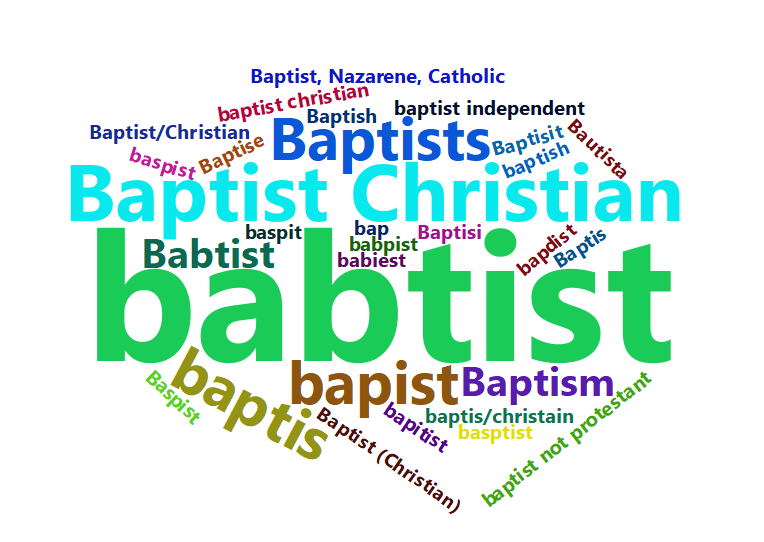 Baptist, Nazarene, Catholic
baptist christian
Baptish
baptist independent
Baptist/Christian
Baptists
Baptisit
Bautista
baspist
Baptise
baptish
Baptist Christian
baspit
bap
Baptisi
Babtist
babpist
babiest
bapdist
Baptis
babtist
baptis
bapist
Baptism
Baspist
bapitist
baptis/christain
basptist
Baptist (Christian)
baptist not protestant